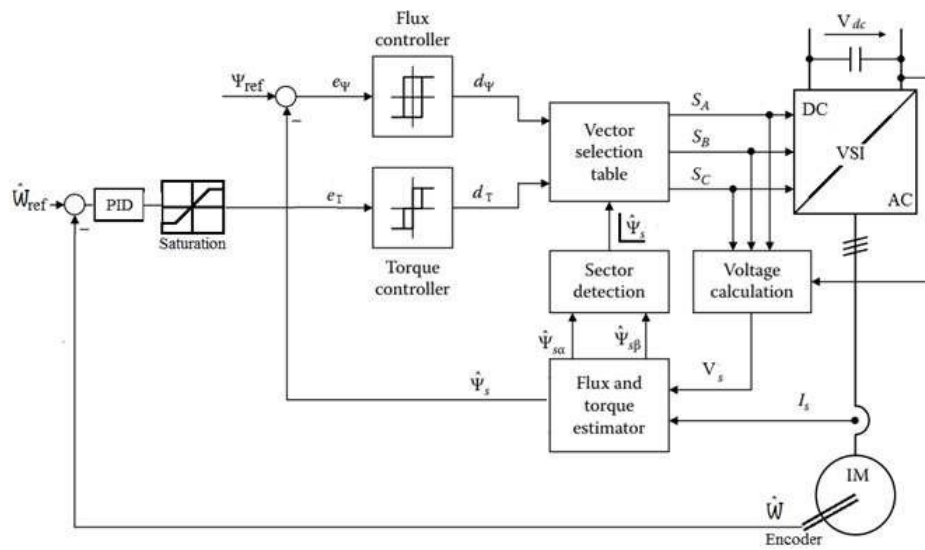 Flux
controller
V dc
Ψref
eΨ
dΨ
SA
DC
Vector
selection
table
SB
VSI
SC
AC
Ŵref
PID
Saturation
eT
dT
Torque
controller
Ψ̂s
Sector
detection
Voltage
calculation
Ψ̂sα
Ψ̂sβ
Vs
Ψ̂s
Flux and
torque
estimator
Is
IM
Ŵ
Encoder